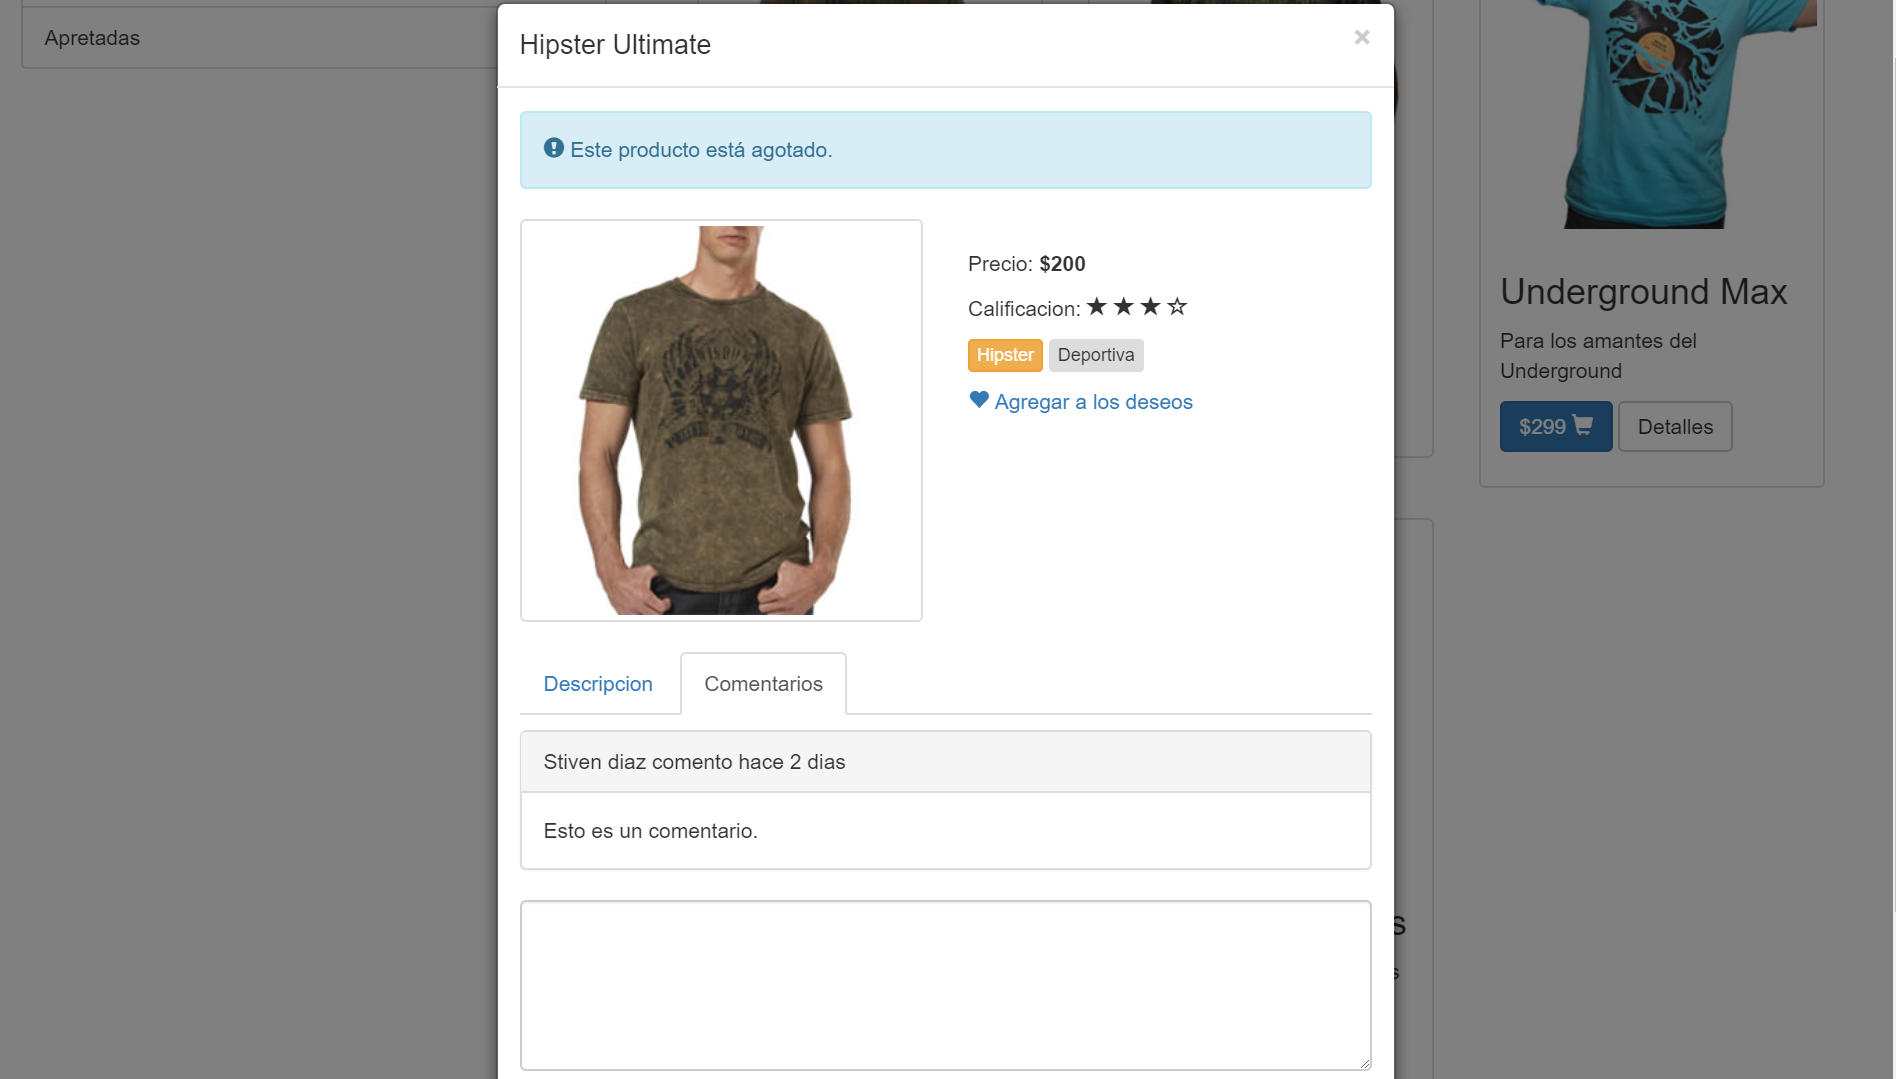 Apretadas
Hipster Ultimate
×
Este producto está agotado.
Precio: $200
Calificacion:
Hipster Deportiva
Agregar a los deseos
Descripcion Comentarios
Stiven diaz comento hace 2 dias
Esto es un comentario.
Underground Max
Para los amantes del
Underground
$299 Detalles
s
s